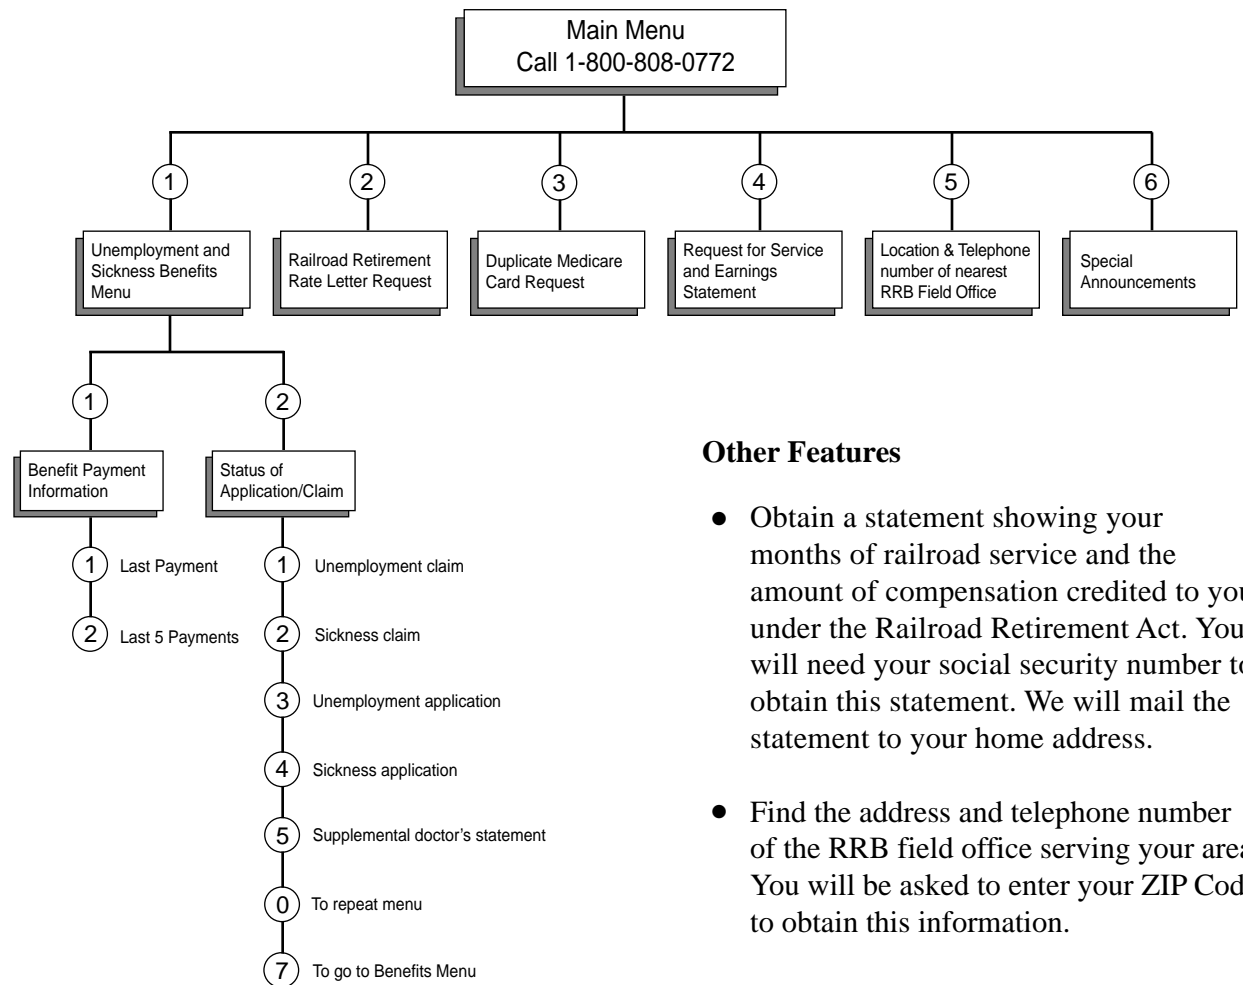 Main Menu
Call 1-800-808-0772
1
2
3
4
5
6
Unemployment and
Sickness Benefits
Menu
Railroad Retirement
Rate Letter Request
Duplicate Medicare
Card Request
Request for Service
and Earnings
Statement
Location & Telephone
number of nearest
RRB Field Office
Special
Announcements
1
2
Benefit Payment
Information
Status of
Application/Claim
1 Last Payment
2 Last 5 Payments
1 Unemployment claim
2 Sickness claim
3 Unemployment application
4 Sickness application
5 Supplemental doctor's statement
0 To repeat menu
7 To go to Benefits Menu
Other Features
● Obtain a statement showing your
months of railroad service and the
amount of compensation credited to you
under the Railroad Retirement Act. You
will need your social security number to
obtain this statement. We will mail the
statement to your home address.
● Find the address and telephone number
of the RRB field office serving your area
You will be asked to enter your ZIP Cod
to obtain this information.